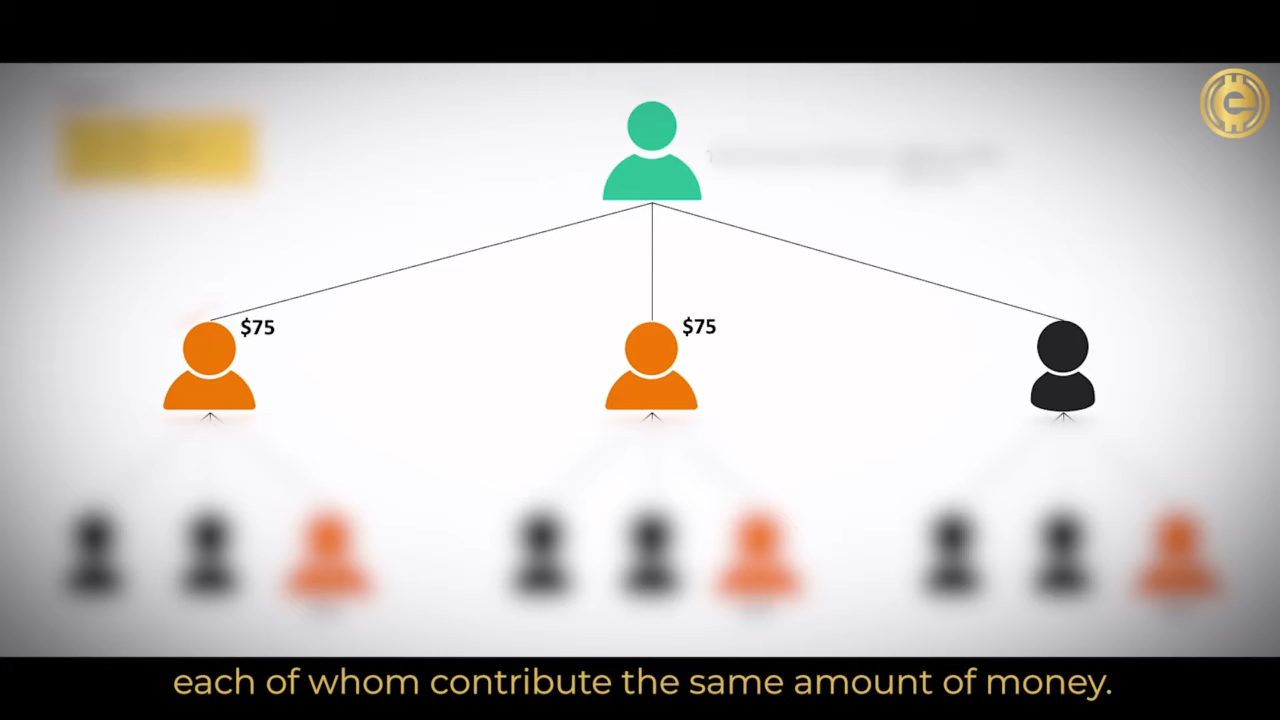 $75 $75
each of whom contribute the same amount of money.